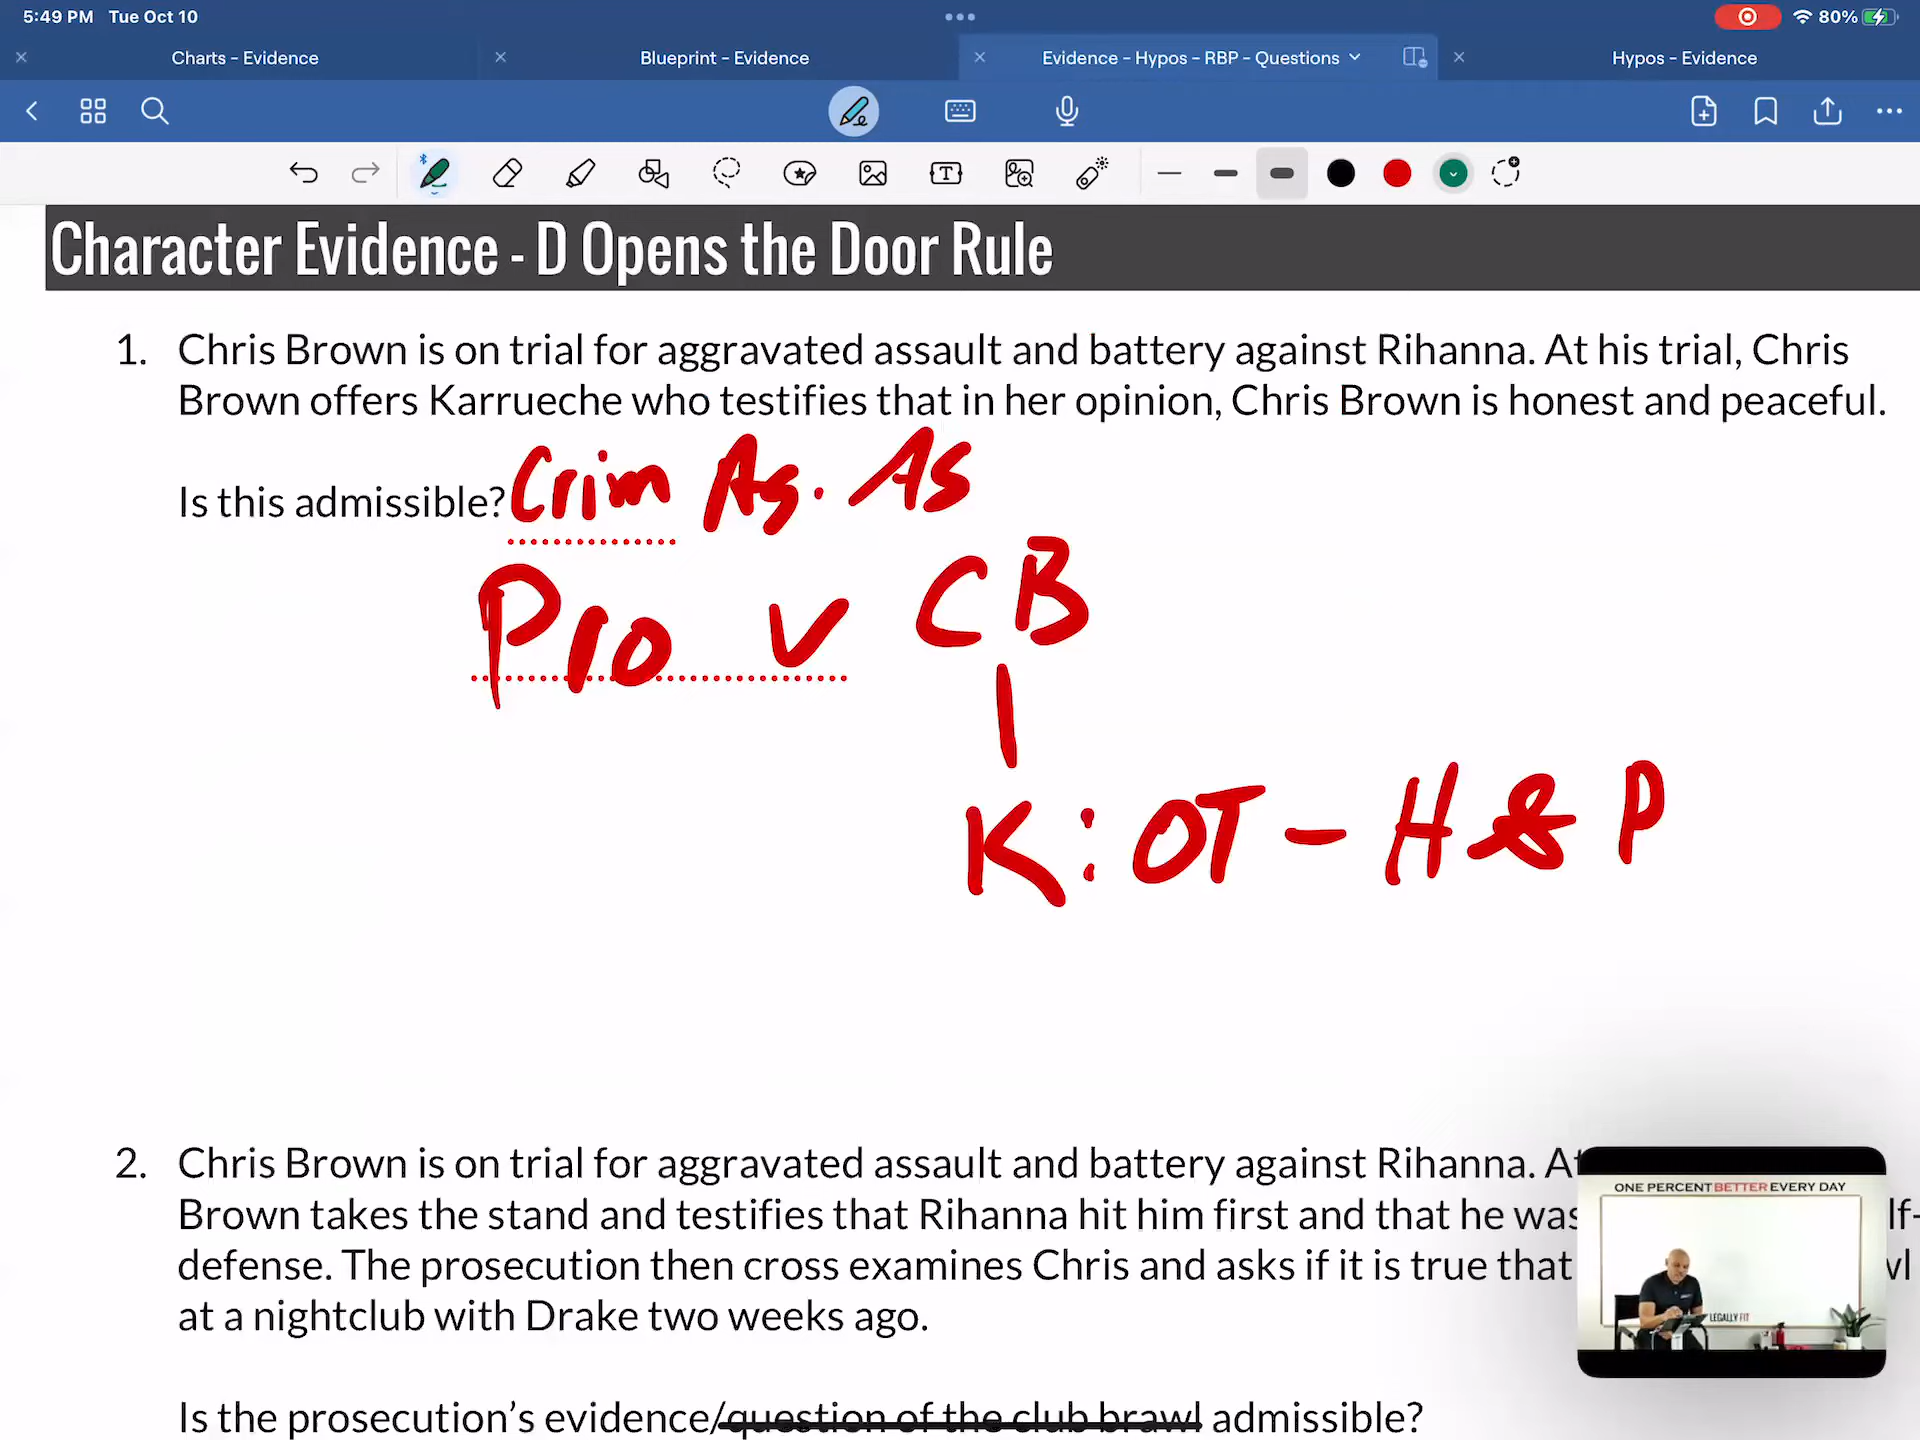 5:49 PM Tue Oct 10
80%
Charts - Evidence
Blueprint - Evidence
Evidence - Hypos - RBP - Questions
Hypos - Evidence
Character Evidence - D Opens the Door Rule
1. Chris Brown is on trial for aggravated assault and battery against Rihanna. At his trial, Chris
Brown offers Karrueche who testifies that in her opinion, Chris Brown is honest and peaceful.
Is this admissible? Crim Ag. As
Pro v CB
K: OT - H & P
2. Chris Brown is on trial for aggravated assault and battery against Rihanna. At
Brown takes the stand and testifies that Rihanna hit him first and that he was lf-
defense. The prosecution then cross examines Chris and asks if it is true that wl
at a nightclub with Drake two weeks ago.
Is the prosecution's evidence/question of the club brawl admissible?
ONE PERCENT BETTER EVERY DAY
LEGALLY FIT